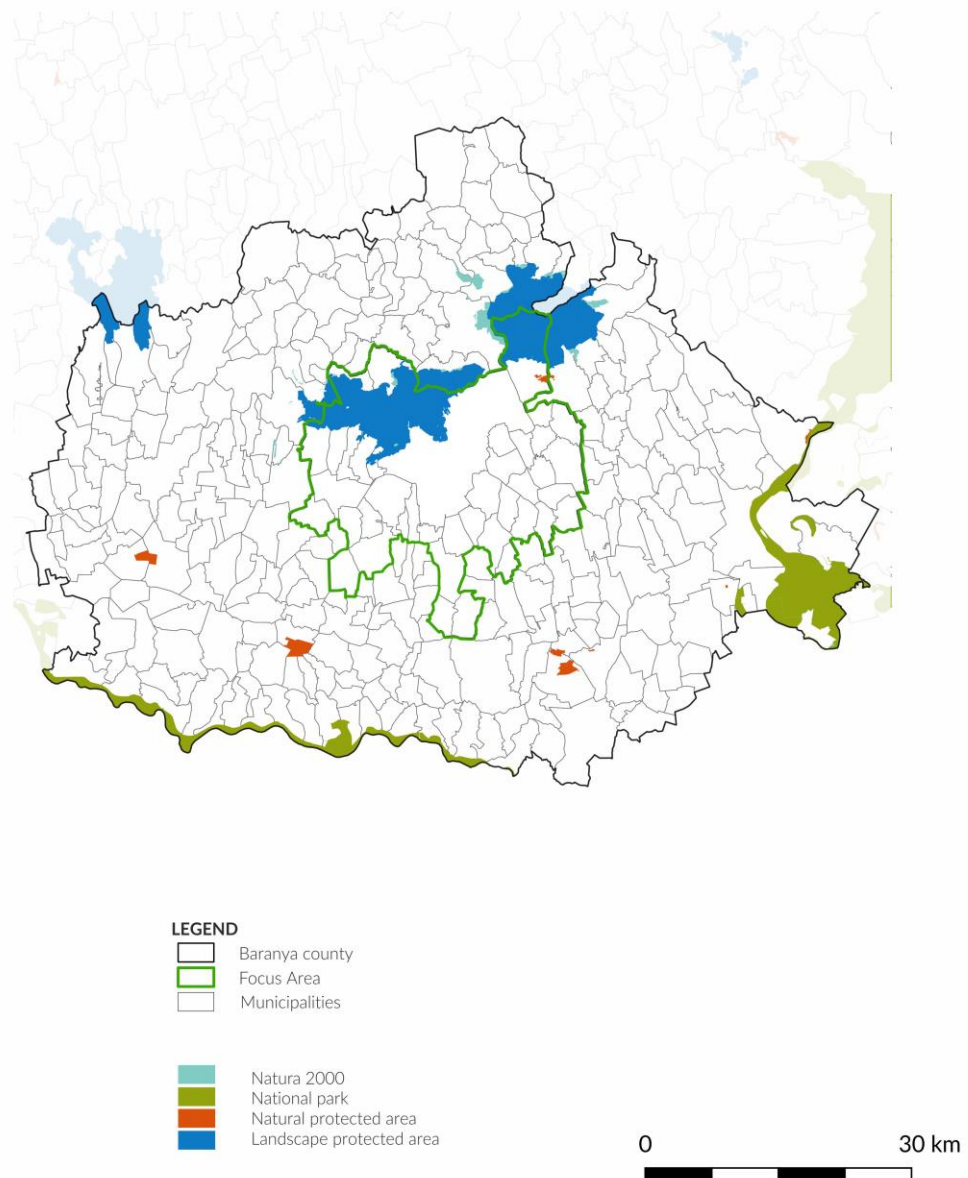 LEGEND
Baranya county
Focus Area
Municipalities
Natura 2000
National park
Natural protected area
Landscape protected area
0 30 km